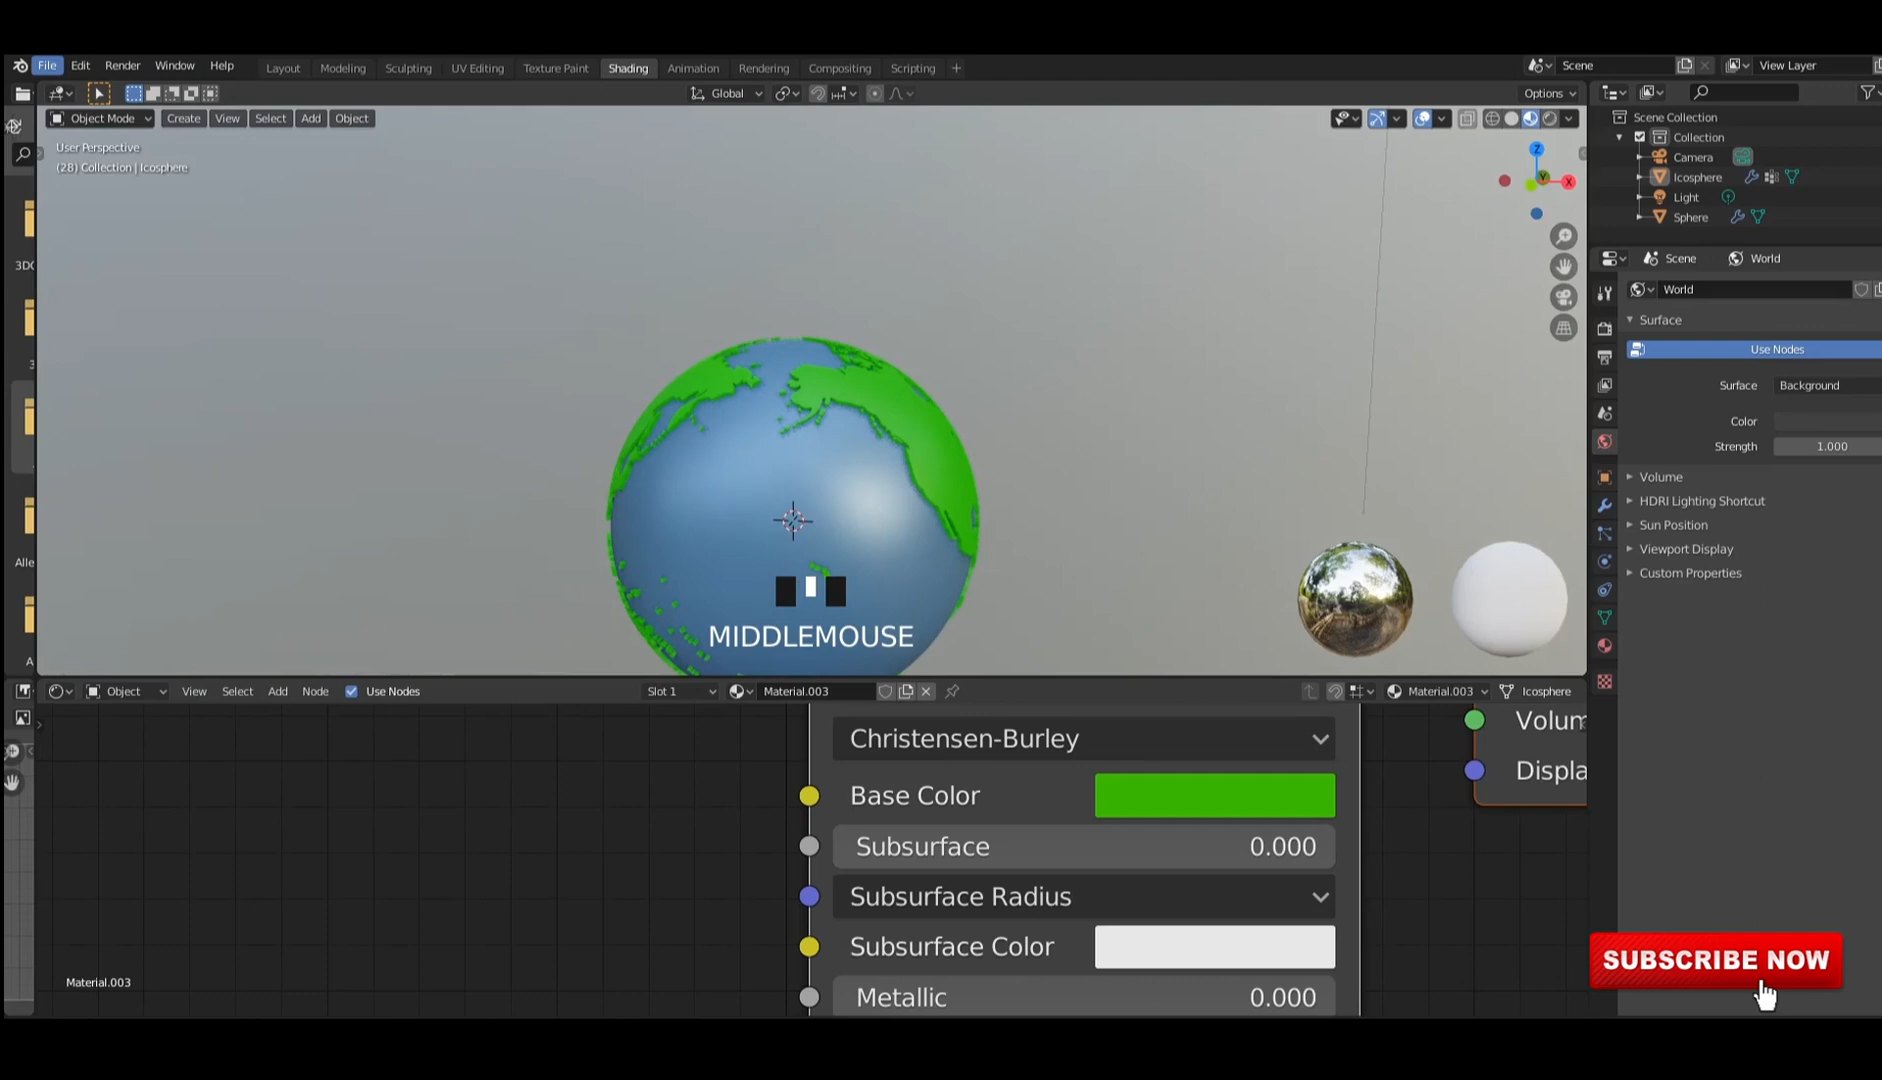 File Edit Render Window Help Layout Modeling Sculpting UV Editing Texture Paint Shading Animation Rendering Compositing Scripting + Scene View Layer
Global Options
Object Mode Create View Select Add Object
User Perspective
(28) Collection | Icosphere
Z
Y
X
MIDDLEMOUSE
Scene Collection
Collection
Camera
Icosphere
Light
Sphere
Scene World
World
Surface
Use Nodes
Surface Background
Color
Strength 1.000
Volume
HDRI Lighting Shortcut
Sun Position
Viewport Display
Custom Properties
3DC
3
Alle
A
Object View Select Add Node Use Nodes Slot 1 Material.003 Material.003 Icosphere
Christensen-Burley
Base Color
Subsurface 0.000
Subsurface Radius
Subsurface Color
Metallic 0.000
Volum
Displa
Material.003
SUBSCRIBE NOW